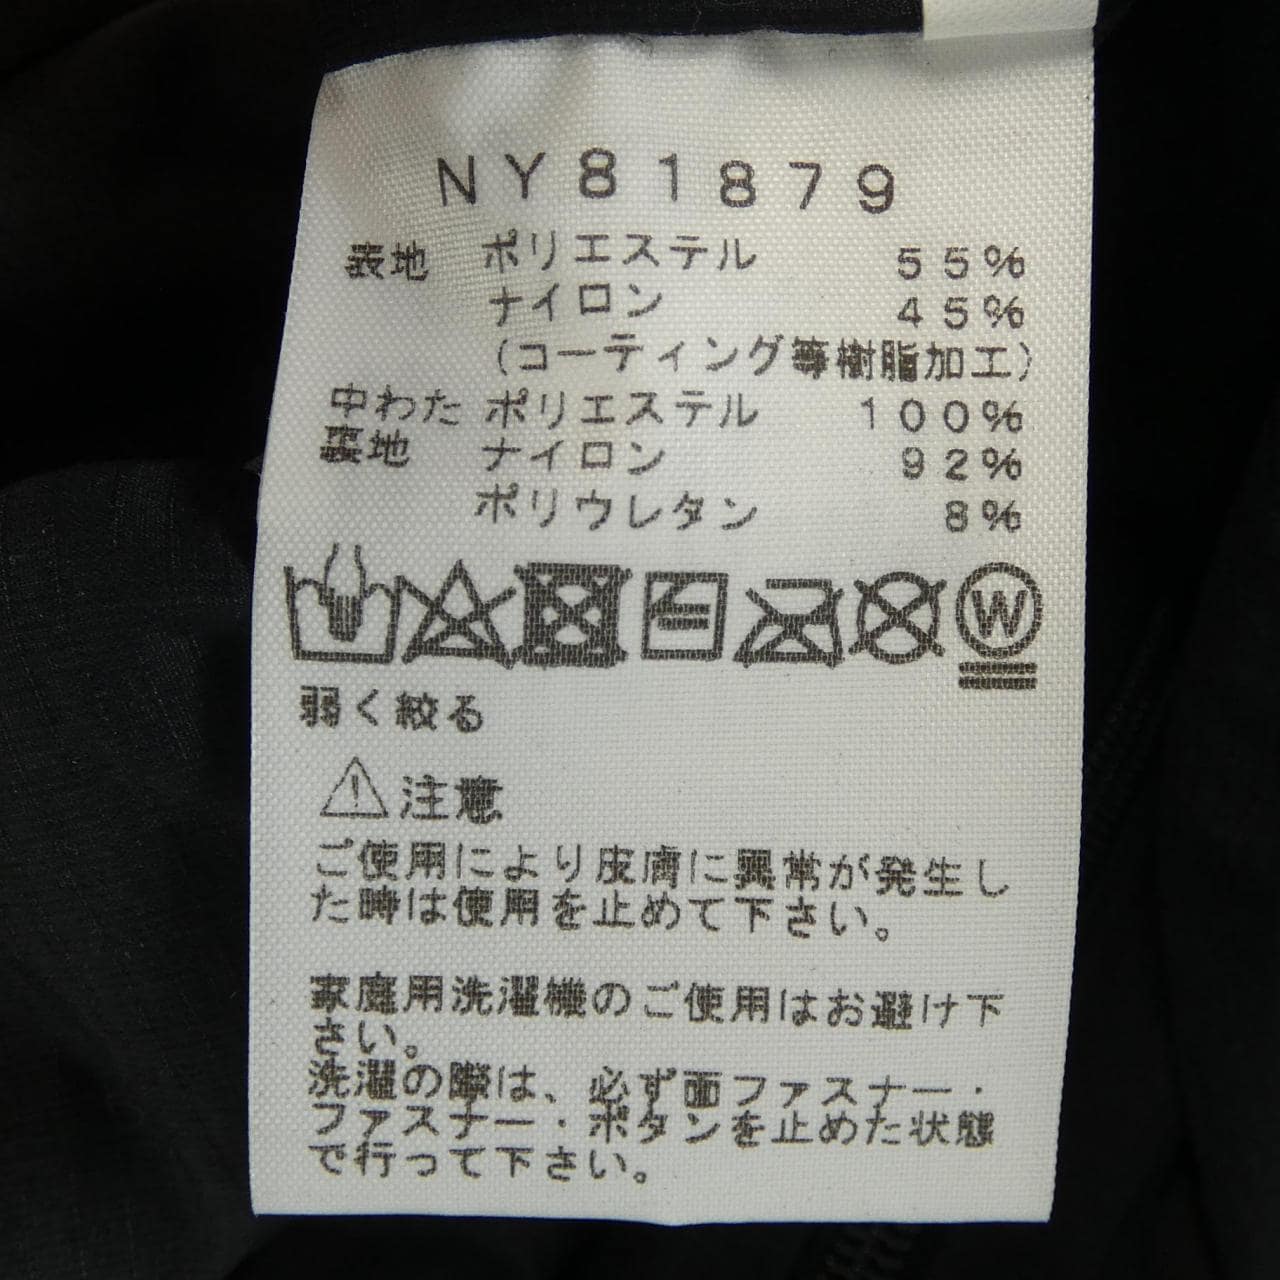 NY81879
表地 ポリエステル 55%
ナイロン 45%
(コーティング等樹脂加工)
中わた ポリエステル 100%
裏地 ナイロン 92%
ポリウレタン 8%
W
弱く絞る
注意
ご使用により皮膚に異常が発生し
た時は使用を止めて下さい。
家庭用洗濯機のご使用はお避け下
さい。
洗濯の際は、必ず面ファスナー・
ファスナー・ボタンを止めた状態
で行って下さい。